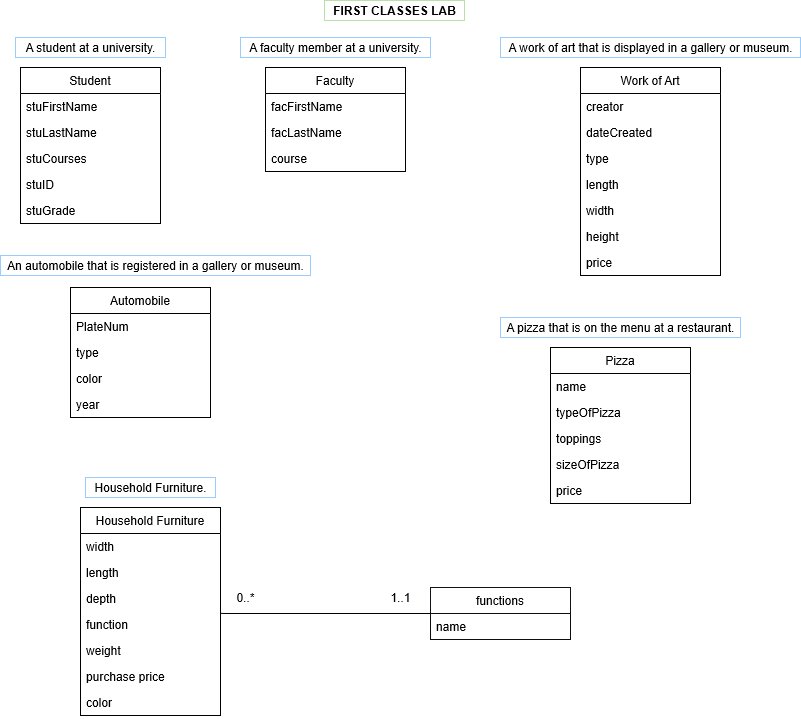 FIRST CLASSES LAB
A student at a university.
Student
stuFirstName
stuLastName
stuCourses
stuID
stuGrade
A faculty member at a university.
Faculty
facFirstName
facLastName
course
A work of art that is displayed in a gallery or museum.
Work of Art
creator
dateCreated
type
length
width
height
price
An automobile that is registered in a gallery or museum.
Automobile
PlateNum
type
color
year
A pizza that is on the menu at a restaurant.
Pizza
name
typeOfPizza
toppings
sizeOfPizza
price
Household Furniture.
Household Furniture
width
length
depth
function
weight
purchase price
color
0..*
1..1
functions
name